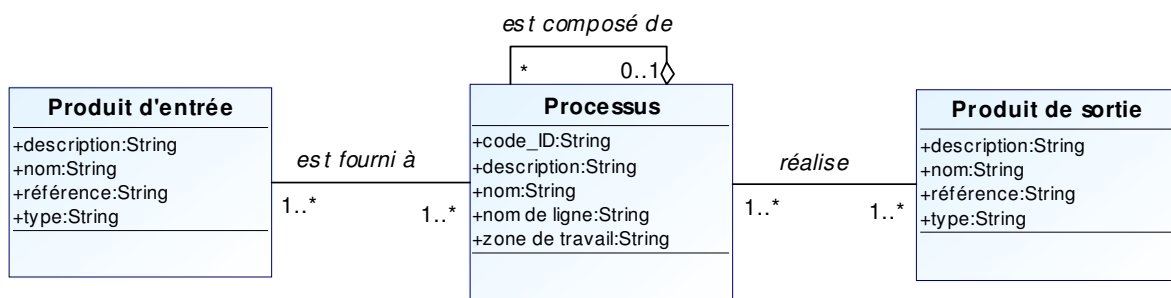 est composé de
* 0..1
Produit d'entrée
+description:String
+nom:String
+référence:String
+type:String
est fourni à
1..* 1..*
Processus
+code_ID:String
+description:String
+nom:String
+nom de ligne:String
+zone de travail:String
réalise
1..* 1..*
Produit de sortie
+description:String
+nom:String
+référence:String
+type:String